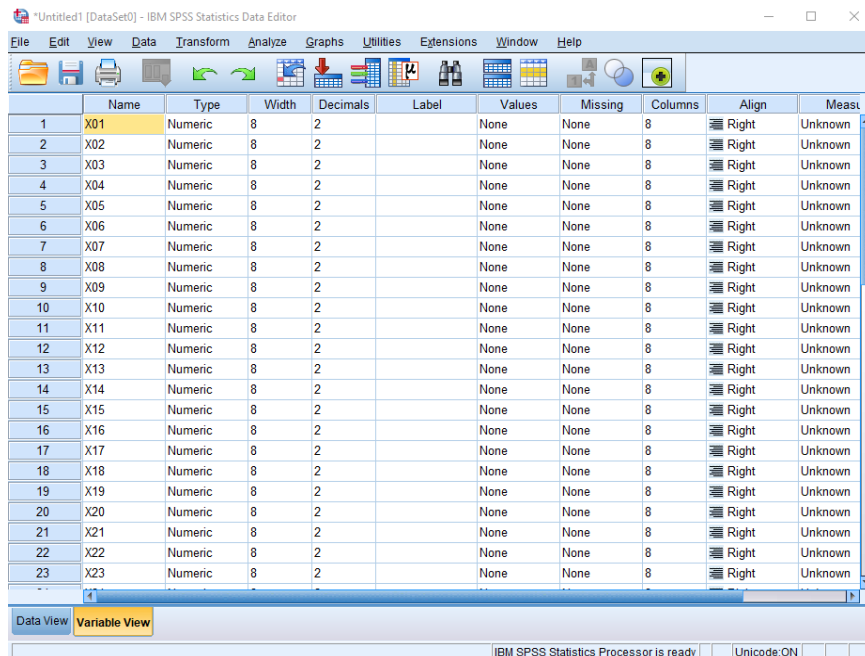 *Untitled1 [DataSet0] - IBM SPSS Statistics Data Editor
File Edit View Data Transform Analyze Graphs Utilities Extensions Window Help
Name Type Width Decimals Label Values Missing Columns Align Measu
1 X01 Numeric 8 2 None None 8 Right Unknown
2 X02 Numeric 8 2 None None 8 Right Unknown
3 X03 Numeric 8 2 None None 8 Right Unknown
4 X04 Numeric 8 2 None None 8 Right Unknown
5 X05 Numeric 8 2 None None 8 Right Unknown
6 X06 Numeric 8 2 None None 8 Right Unknown
7 X07 Numeric 8 2 None None 8 Right Unknown
8 X08 Numeric 8 2 None None 8 Right Unknown
9 X09 Numeric 8 2 None None 8 Right Unknown
10 X10 Numeric 8 2 None None 8 Right Unknown
11 X11 Numeric 8 2 None None 8 Right Unknown
12 X12 Numeric 8 2 None None 8 Right Unknown
13 X13 Numeric 8 2 None None 8 Right Unknown
14 X14 Numeric 8 2 None None 8 Right Unknown
15 X15 Numeric 8 2 None None 8 Right Unknown
16 X16 Numeric 8 2 None None 8 Right Unknown
17 X17 Numeric 8 2 None None 8 Right Unknown
18 X18 Numeric 8 2 None None 8 Right Unknown
19 X19 Numeric 8 2 None None 8 Right Unknown
20 X20 Numeric 8 2 None None 8 Right Unknown
21 X21 Numeric 8 2 None None 8 Right Unknown
22 X22 Numeric 8 2 None None 8 Right Unknown
23 X23 Numeric 8 2 None None 8 Right Unknown
Data View Variable View
IBM SPSS Statistics Processor is ready Unicode:ON